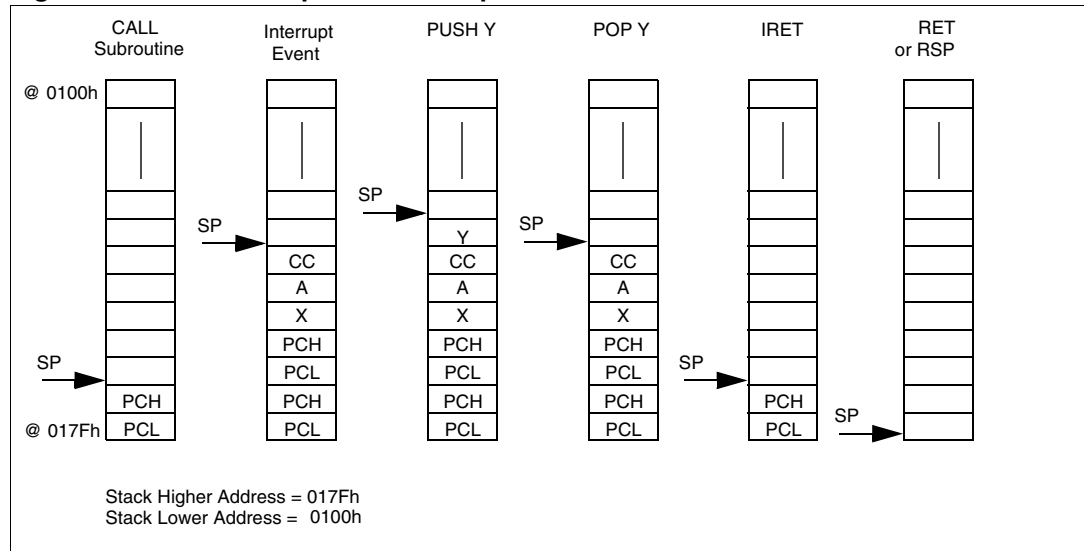 CALL
Subroutine
Interrupt
Event
PUSH Y
POP Y
IRET
RET
or RSP
@ 0100h
SP
SP
SP
Y
CC
CC
CC
A
A
A
X
X
X
PCH
PCH
PCH
SP
PCL
PCL
PCL
SP
PCH
PCH
PCH
PCH
PCH
SP
@ 017Fh
PCL
PCL
PCL
PCL
PCL
Stack Higher Address = 017Fh
Stack Lower Address = 0100h